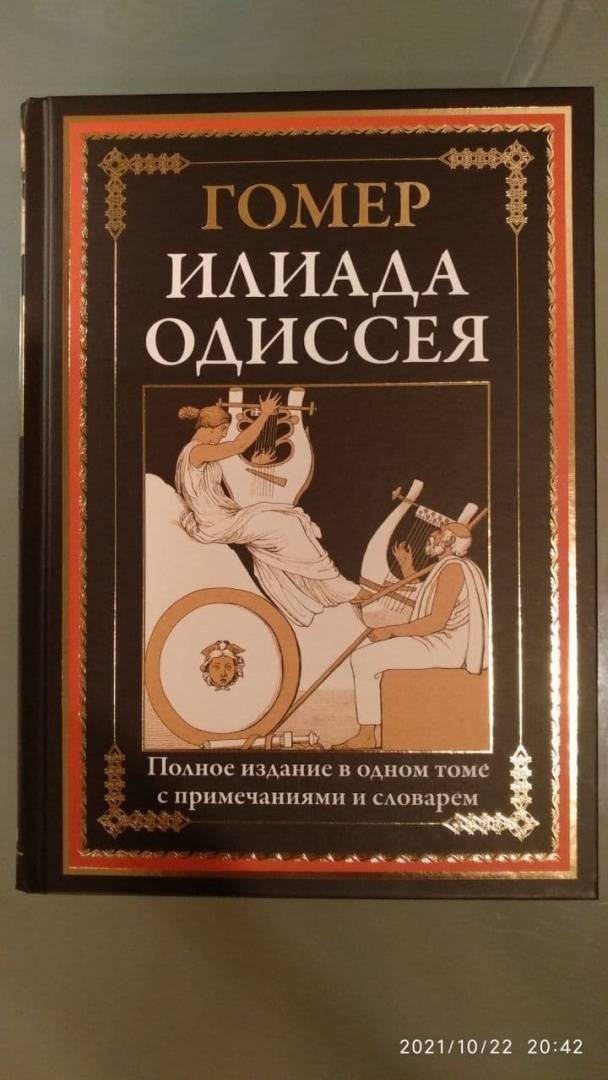 ГОМЕР
ИЛИАДА
ОДИССЕЯ
Полное издание в одном томе
с примечаниями и словарем
2021/10/22 20:42